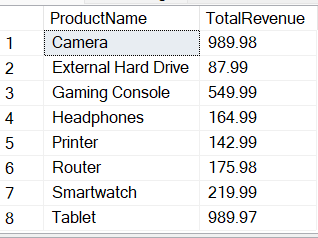 ProductName TotalRevenue
1 Camera 989.98
2 External Hard Drive 87.99
3 Gaming Console 549.99
4 Headphones 164.99
5 Printer 142.99
6 Router 175.98
7 Smartwatch 219.99
8 Tablet 989.97